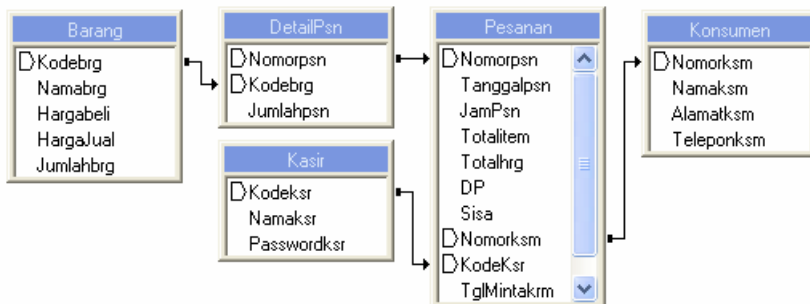 Barang
Kodebrg
Namabrg
Hargabeli
HargaJual
Jumlahbrg
DetailPsn
Nomorpsn
Kodebrg
Jumlahpsn
Kasir
Kodeksr
Namaksr
Passwordksr
Pesanan
Nomorpsn
Tanggalpsn
JamPsn
Totalitem
Totalhrg
DP
Sisa
Nomorksm
KodeKsr
TglMintakrm
Konsumen
Nomorksm
Namaksm
Alamatksm
Teleponksm